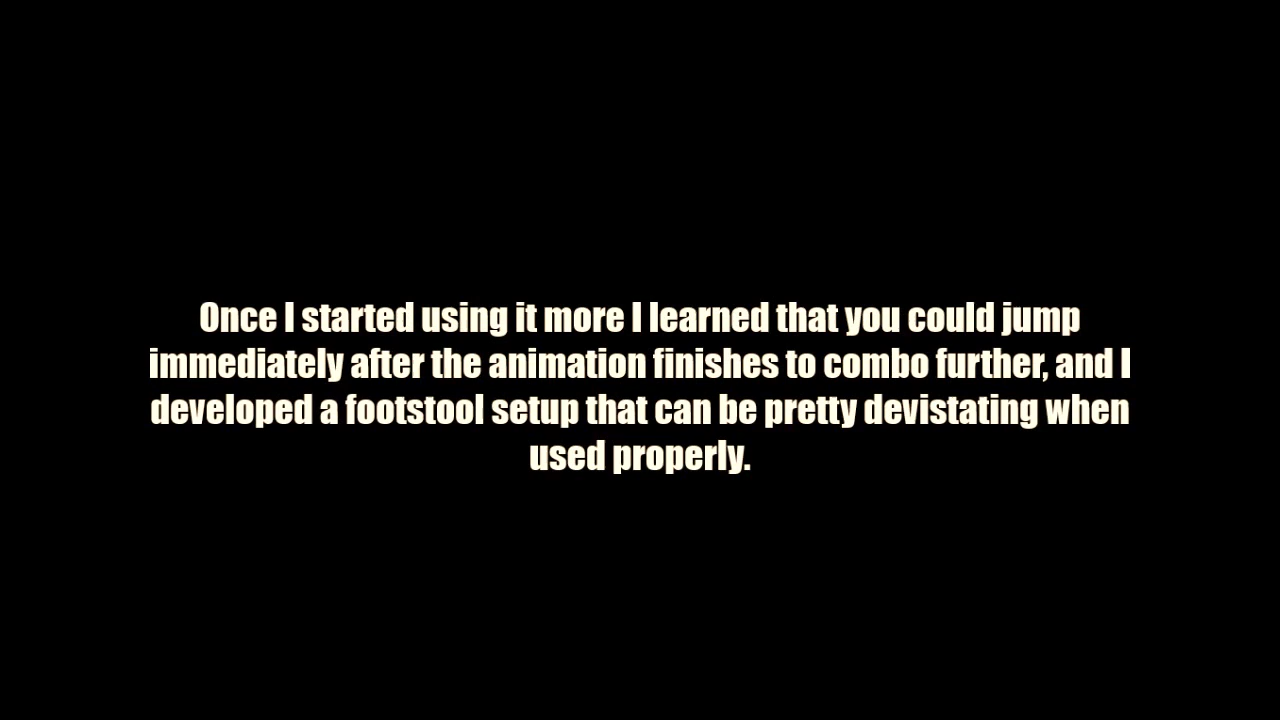 Once I started using it more I learned that you could jump
immediately after the animation finishes to combo further, and I
developed a footstool setup that can be pretty devistating when
used properly.